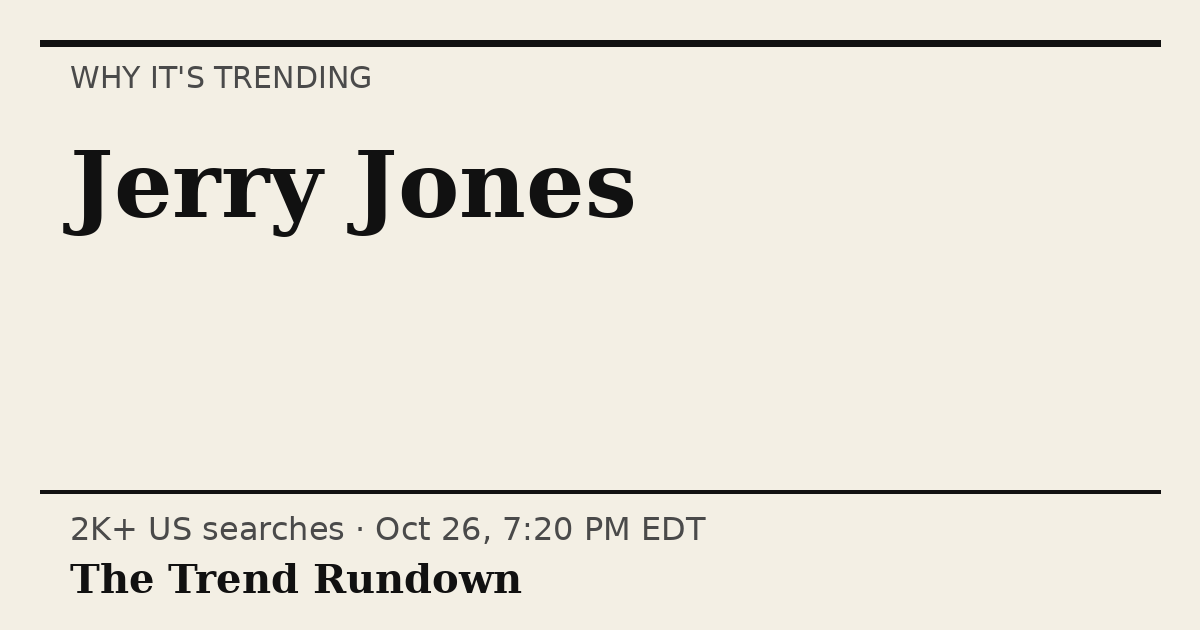 WHY IT'S TRENDING
Jerry Jones
2K+ US searches · Oct 26, 7:20 PM EDT
The Trend Rundown